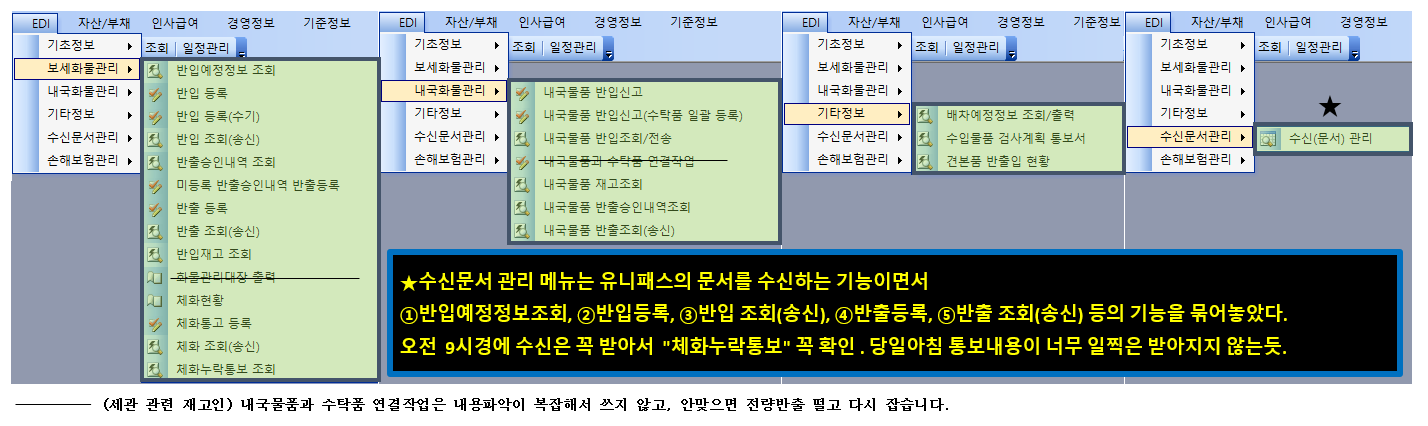 EDI 자산/부채 인사급여 경영정보 기준정보
조회 일정관리
기초정보
보세화물관리
내국화물관리
기타정보
수신문서관리
손해보험관리
반입예정정보 조회
반입 등록
반입 등록(수기)
반입 조회(송신)
반출승인내역 조회
미등록 반출승인내역 반출등록
반출 등록
반출 조회(송신)
반입재고 조회
화물관리대장 출력
체화현황
체화통고 등록
체화 조회(송신)
체화누락통보 조회
EDI 자산/부채 인사급여 경영정보 기준정보
조회 일정관리
기초정보
보세화물관리
내국화물관리
기타정보
수신문서관리
손해보험관리
내국물품 반입신고
내국물품 반입신고(수탁품 일괄 등록)
내국물품 반입조회/전송
내국물품과 수탁품 연결작업
내국물품 재고조회
내국물품 반출승인내역조회
내국물품 반출조회(송신)
EDI 자산/부채 인사급여 경영정보 기준정보
조회 일정관리
기초정보
보세화물관리
내국화물관리
기타정보
수신문서관리
손해보험관리
배차예정정보 조회/출력
수입물품 검사계획 통보서
견본품 반출입 현황
EDI 자산/부채 인사급여 경영정보
조회 일정관리
기초정보
보세화물관리
내국화물관리
기타정보
수신문서관리
손해보험관리
★
수신(문서) 관리
★수신문서 관리 메뉴는 유니패스의 문서를 수신하는 기능이면서
①반입예정정보조회, ②반입등록, ③반입 조회(송신), ④반출등록, ⑤반출 조회(송신) 등의 기능을 묶어놓았다.
오전 9시경에 수신은 꼭 받아서 "체화누락통보" 꼭 확인 . 당일아침 통보내용이 너무 일찍은 받아지지 않는듯.
(세관 관련 재고인) 내국물품과 수탁품 연결작업은 내용파악이 복잡해서 쓰지 않고, 안맞으면 전량반출 떨고 다시 잡습니다.